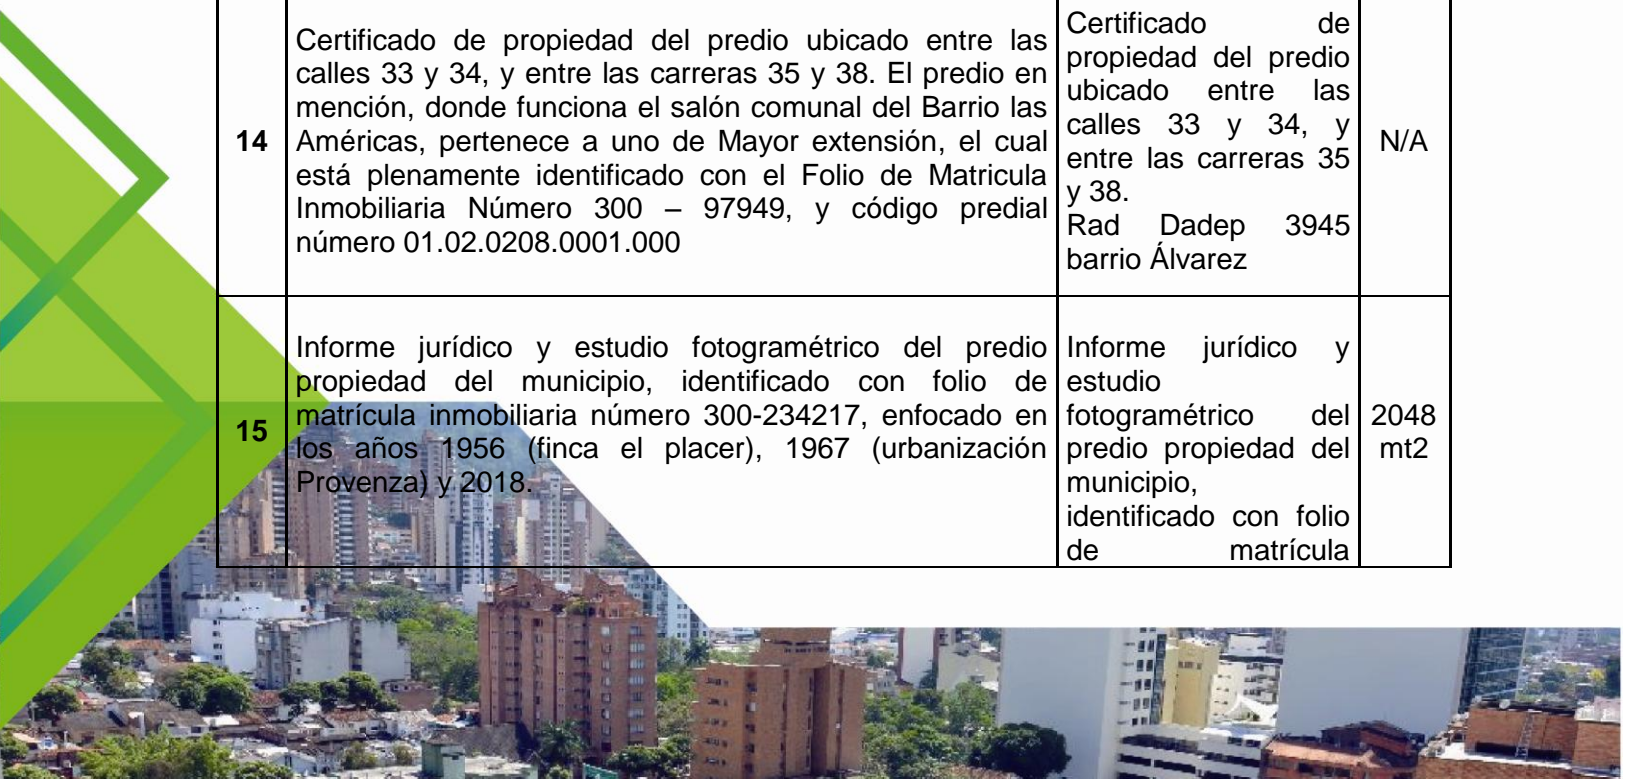 14
Certificado de propiedad del predio ubicado entre las
calles 33 y 34, y entre las carreras 35 y 38. El predio en
mención, donde funciona el salón comunal del Barrio las
Américas, pertenece a uno de Mayor extensión, el cual
está plenamente identificado con el Folio de Matricula
Inmobiliaria Número 300 – 97949, y código predial
número 01.02.0208.0001.000
Certificado de
propiedad del predio
ubicado entre las
calles 33 y 34, y
entre las carreras 35
y 38.
Rad Dadep 3945
barrio Álvarez
N/A
15
Informe jurídico y estudio fotogramétrico del predio
propiedad del municipio, identificado con folio de
matrícula inmobiliaria número 300-234217, enfocado en
los años 1956 (finca el placer), 1967 (urbanización
Provenza) y 2018.
Informe jurídico y
estudio
fotogramétrico del
predio propiedad del
municipio,
identificado con folio
de matrícula
2048
mt2